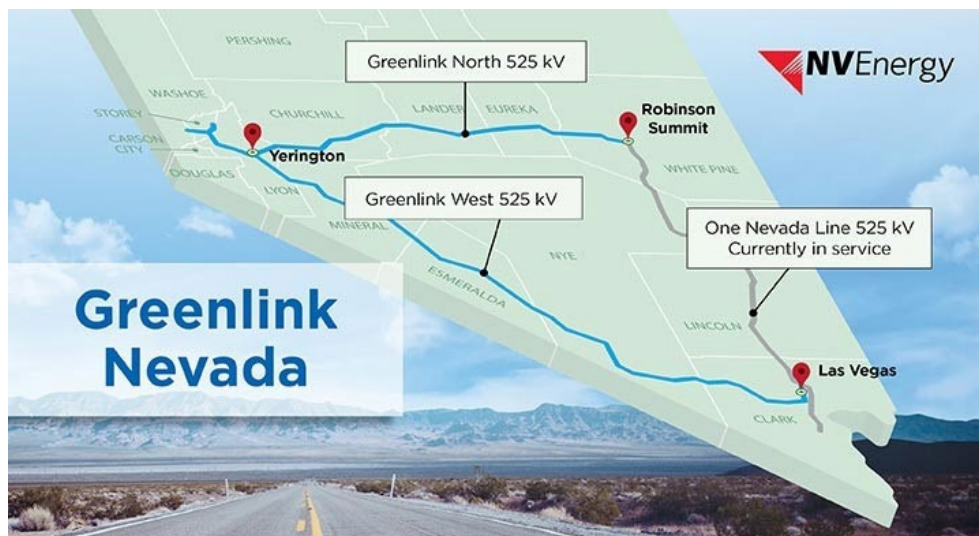 NVEnergy
PERSHING
Greenlink North 525 kV
WASHOE
STOREY
CHURCHILL
LANDER
EUREKA
Robinson
Summit
CARSON
CITY
Yerington
DOUGLAS
LYON
WHITE PINE
Greenlink West 525 kV
MINERAL
NYE
One Nevada Line 525 kV
Currently in service
ESMERALDA
Greenlink
Nevada
LINCOLN
Las Vegas
CLARK